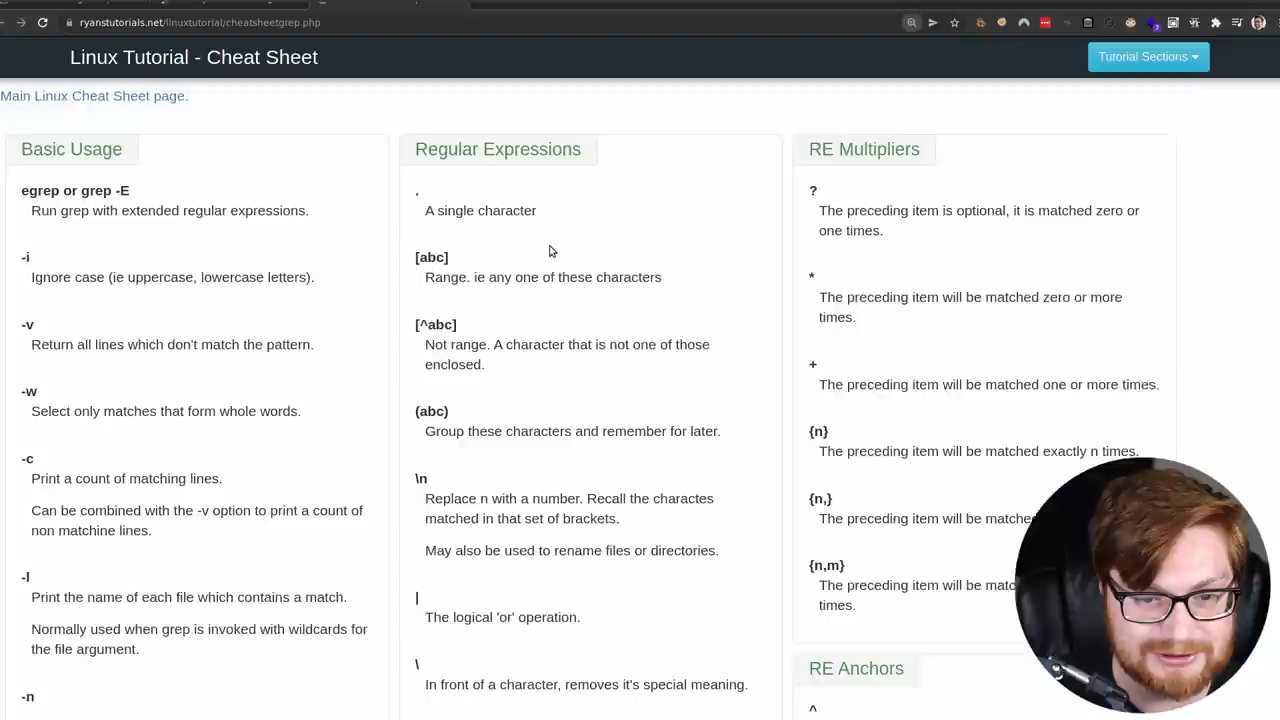 ryanstutorials.net/linuxtutorial/cheatsheetgrep.php
Linux Tutorial - Cheat Sheet
Tutorial Sections
Main Linux Cheat Sheet page.
Basic Usage
egrep or grep -E
Run grep with extended regular expressions.
-i
Ignore case (ie uppercase, lowercase letters).
-v
Return all lines which don't match the pattern.
-w
Select only matches that form whole words.
-c
Print a count of matching lines.
Can be combined with the -v option to print a count of
non matchine lines.
-l
Print the name of each file which contains a match.
Normally used when grep is invoked with wildcards for
the file argument.
-n
Regular Expressions
.
A single character
[abc]
Range. ie any one of these characters
[^abc]
Not range. A character that is not one of those
enclosed.
(abc)
Group these characters and remember for later.
\n
Replace n with a number. Recall the charactes
matched in that set of brackets.
May also be used to rename files or directories.
|
The logical 'or' operation.
\
In front of a character, removes it's special meaning.
RE Multipliers
?
The preceding item is optional, it is matched zero or
one times.
*
The preceding item will be matched zero or more
times.
+
The preceding item will be matched one or more times.
{n}
The preceding item will be matched exactly n times.
{n,}
The preceding item will be matched
{n,m}
The preceding item will be
times.
RE Anchors
^